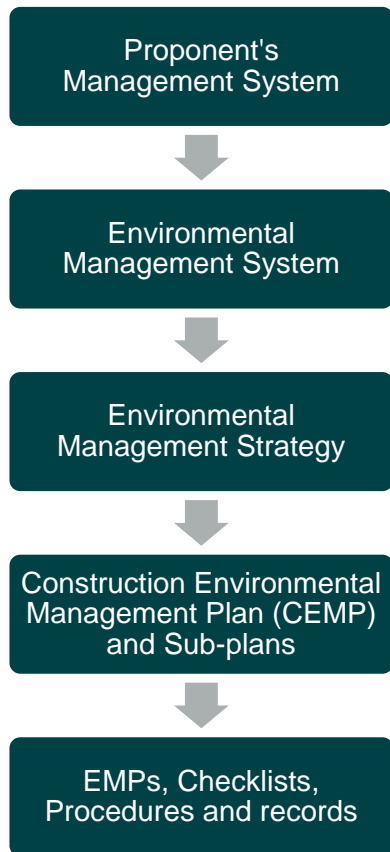 Proponent's
Management System
Environmental
Management System
Environmental
Management Strategy
Construction Environmental
Management Plan (CEMP)
and Sub-plans
EMPs, Checklists,
Procedures and records